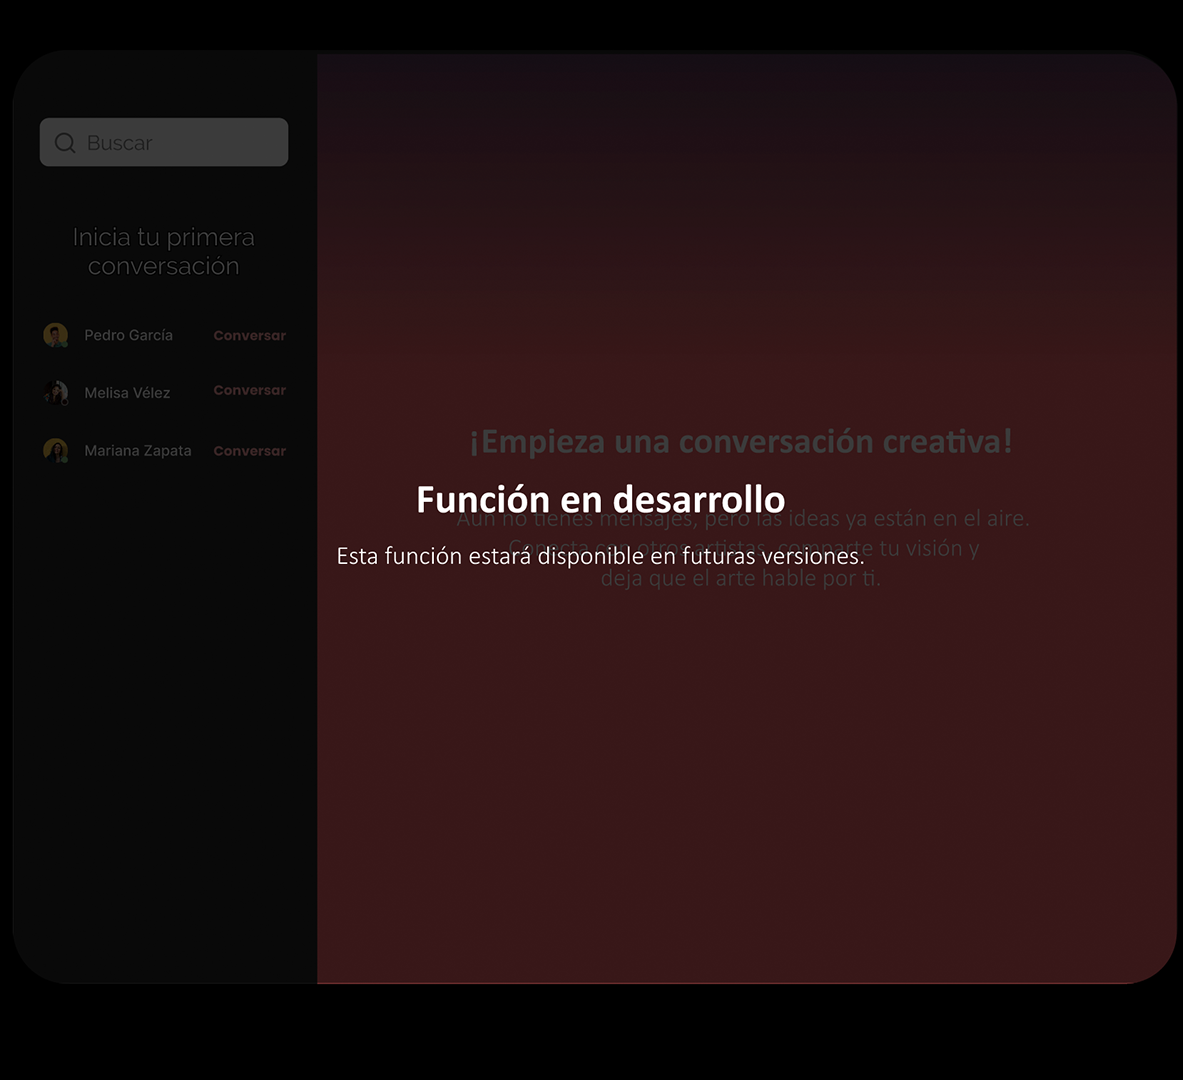 Buscar
Inicia tu primera
conversación
Pedro García
Conversar
Melisa Vélez
Conversar
Mariana Zapata
Conversar
¡Empieza una conversación creativa!
Función en desarrollo
Aún no tienes mensajes, pero las ideas ya están en el aire.
Conecta con otros artistas, comparte tu visión y
Esta función estará disponible en futuras versiones.
deja que el arte hable por ti.